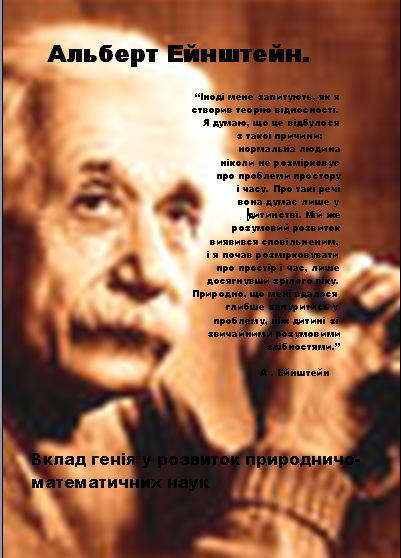 Альберт Ейнштейн.
“Іноді мене запитують, як я
створив теорію відносності.
Я думаю, що це відбулося
з такої причини:
нормальна людина
ніколи не розмірковує
про проблеми простору
і часу. Про такі речі
вона думає лише у
дитинстві. Мій же
розумовий розвиток
виявився сповільненим,
і я почав розмірковувати
про простір і час, лише
досягнувши зрілого віку.
Природно, що мені вдалося
глибше зануритись у
проблему, ніж дитині зі
звичайними розумовими
здібностями.”
А . Ейнштейн
Вклад генія у розвиток природничо-
математичних наук